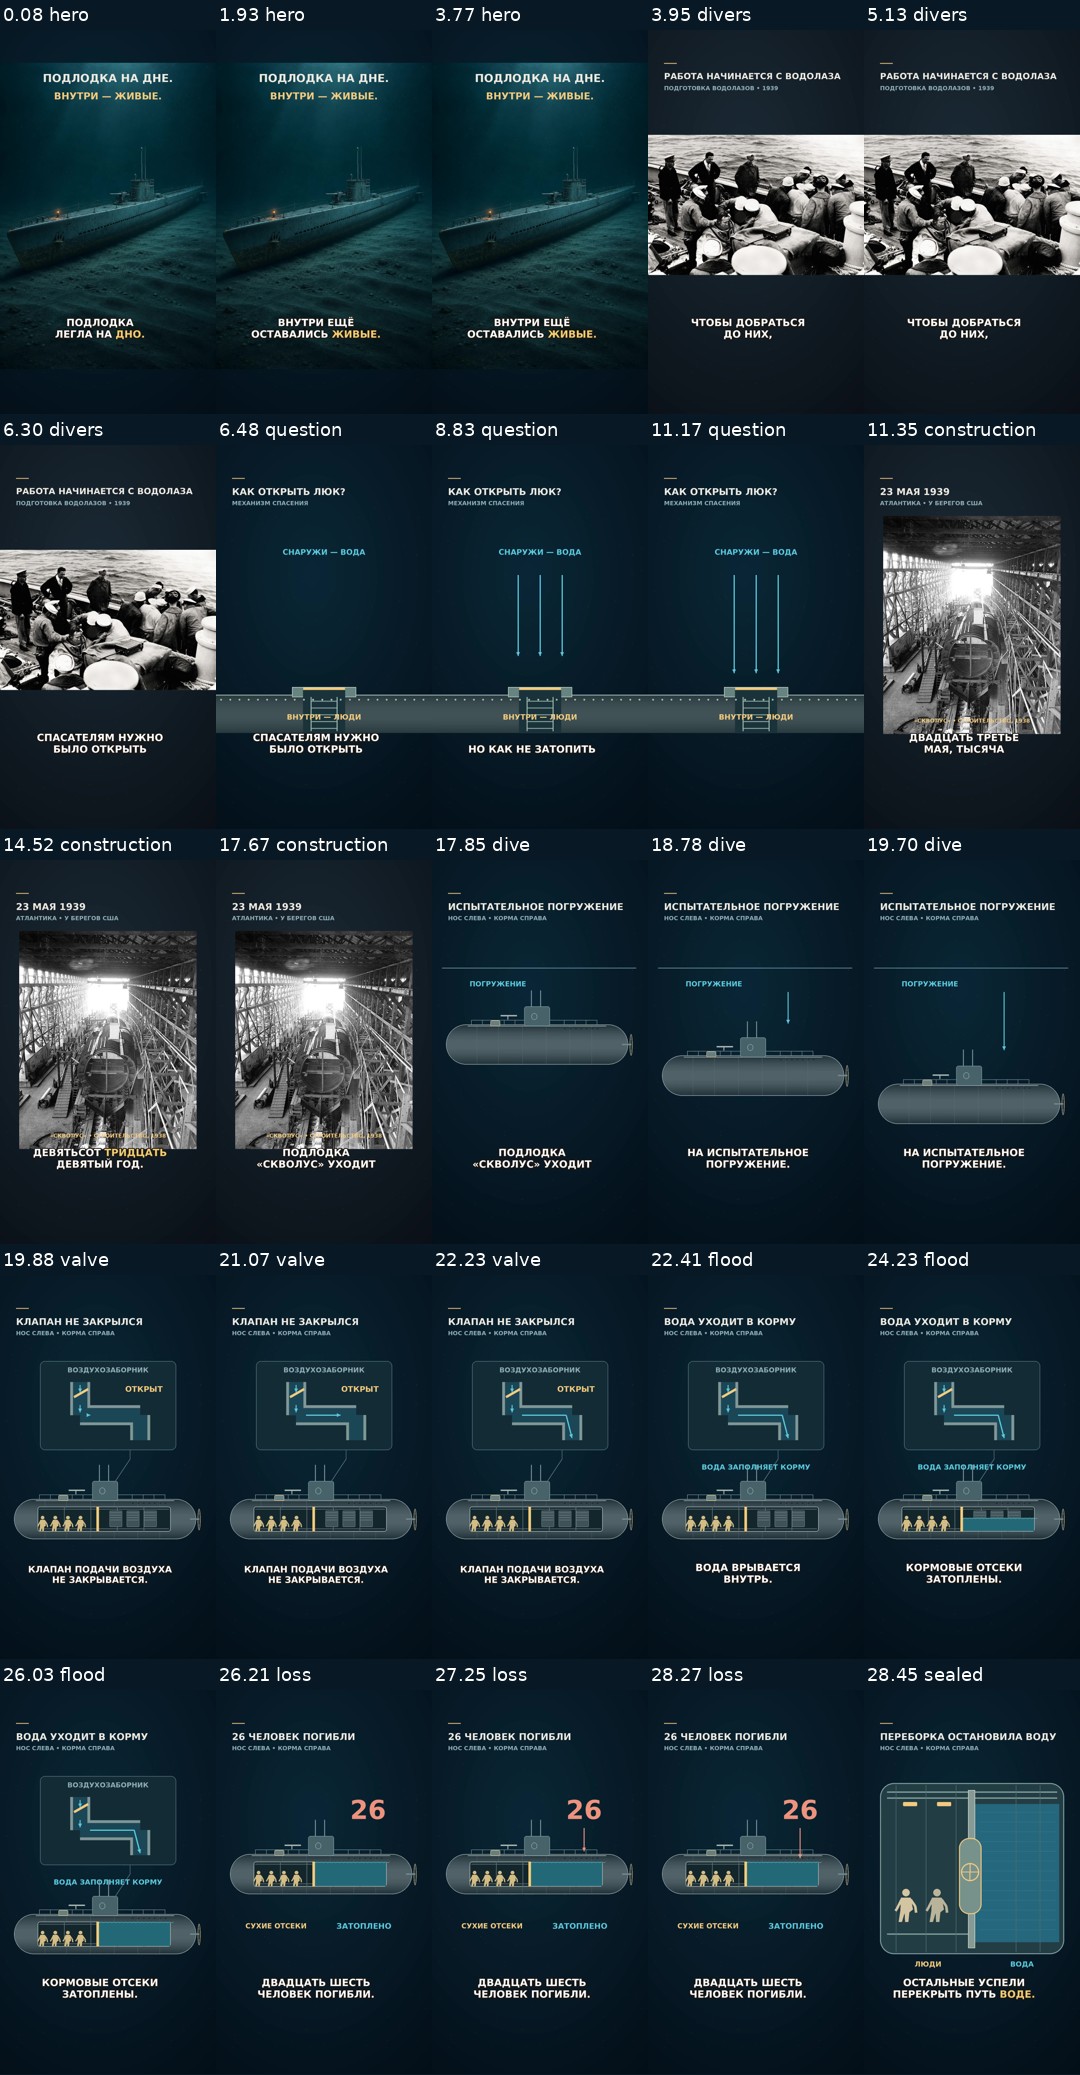 0.08 hero
ПОДЛОДКА НА ДНЕ.
ВНУТРИ — ЖИВЫЕ.
ПОДЛОДКА
ЛЕГЛА НА ДНО.
1.93 hero
ПОДЛОДКА НА ДНЕ.
ВНУТРИ — ЖИВЫЕ.
ВНУТРИ ЕЩЁ
ОСТАВАЛИСЬ ЖИВЫЕ.
3.77 hero
ПОДЛОДКА НА ДНЕ.
ВНУТРИ — ЖИВЫЕ.
ВНУТРИ ЕЩЁ
ОСТАВАЛИСЬ ЖИВЫЕ.
3.95 divers
РАБОТА НАЧИНАЕТСЯ С ВОДОЛАЗА
ПОДГОТОВКА ВОДОЛАЗОВ • 1939
ЧТОБЫ ДОБРАТЬСЯ
ДО НИХ,
5.13 divers
РАБОТА НАЧИНАЕТСЯ С ВОДОЛАЗА
ПОДГОТОВКА ВОДОЛАЗОВ • 1939
ЧТОБЫ ДОБРАТЬСЯ
ДО НИХ,
6.30 divers
РАБОТА НАЧИНАЕТСЯ С ВОДОЛАЗА
ПОДГОТОВКА ВОДОЛАЗОВ • 1939
СПАСАТЕЛЯМ НУЖНО
БЫЛО ОТКРЫТЬ
6.48 question
КАК ОТКРЫТЬ ЛЮК?
МЕХАНИЗМ СПАСЕНИЯ
СНАРУЖИ — ВОДА
ВНУТРИ — ЛЮДИ
СПАСАТЕЛЯМ НУЖНО
БЫЛО ОТКРЫТЬ
8.83 question
КАК ОТКРЫТЬ ЛЮК?
МЕХАНИЗМ СПАСЕНИЯ
СНАРУЖИ — ВОДА
ВНУТРИ — ЛЮДИ
НО КАК НЕ ЗАТОПИТЬ
11.17 question
КАК ОТКРЫТЬ ЛЮК?
МЕХАНИЗМ СПАСЕНИЯ
СНАРУЖИ — ВОДА
ВНУТРИ — ЛЮДИ
11.35 construction
23 МАЯ 1939
АТЛАНТИКА • У БЕРЕГОВ США
«СКВОЛУС» • СТРОИТЕЛЬСТВО, 1938
ДВАДЦАТЬ ТРЕТЬЕ
МАЯ, ТЫСЯЧА
14.52 construction
23 МАЯ 1939
АТЛАНТИКА • У БЕРЕГОВ США
«СКВОЛУС» • СТРОИТЕЛЬСТВО, 1938
ДЕВЯТЬСОТ ТРИДЦАТЬ
ДЕВЯТЫЙ ГОД.
17.67 construction
23 МАЯ 1939
АТЛАНТИКА • У БЕРЕГОВ США
«СКВОЛУС» • СТРОИТЕЛЬСТВО, 1938
ПОДЛОДКА
«СКВОЛУС» УХОДИТ
17.85 dive
ИСПЫТАТЕЛЬНОЕ ПОГРУЖЕНИЕ
НОС СЛЕВА • КОРМА СПРАВА
ПОГРУЖЕНИЕ
ПОДЛОДКА
«СКВОЛУС» УХОДИТ
18.78 dive
ИСПЫТАТЕЛЬНОЕ ПОГРУЖЕНИЕ
НОС СЛЕВА • КОРМА СПРАВА
ПОГРУЖЕНИЕ
НА ИСПЫТАТЕЛЬНОЕ
ПОГРУЖЕНИЕ.
19.70 dive
ИСПЫТАТЕЛЬНОЕ ПОГРУЖЕНИЕ
НОС СЛЕВА • КОРМА СПРАВА
ПОГРУЖЕНИЕ
НА ИСПЫТАТЕЛЬНОЕ
ПОГРУЖЕНИЕ.
19.88 valve
КЛАПАН НЕ ЗАКРЫЛСЯ
НОС СЛЕВА • КОРМА СПРАВА
ВОЗДУХОЗАБОРНИК
ОТКРЫТ
КЛАПАН ПОДАЧИ ВОЗДУХА
НЕ ЗАКРЫВАЕТСЯ.
21.07 valve
КЛАПАН НЕ ЗАКРЫЛСЯ
НОС СЛЕВА • КОРМА СПРАВА
ВОЗДУХОЗАБОРНИК
ОТКРЫТ
КЛАПАН ПОДАЧИ ВОЗДУХА
НЕ ЗАКРЫВАЕТСЯ.
22.23 valve
КЛАПАН НЕ ЗАКРЫЛСЯ
НОС СЛЕВА • КОРМА СПРАВА
ВОЗДУХОЗАБОРНИК
ОТКРЫТ
КЛАПАН ПОДАЧИ ВОЗДУХА
НЕ ЗАКРЫВАЕТСЯ.
22.41 flood
ВОДА УХОДИТ В КОРМУ
НОС СЛЕВА • КОРМА СПРАВА
ВОЗДУХОЗАБОРНИК
ВОДА ЗАПОЛНЯЕТ КОРМУ
ВОДА ВРЫВАЕТСЯ
ВНУТРЬ.
24.23 flood
ВОДА УХОДИТ В КОРМУ
НОС СЛЕВА • КОРМА СПРАВА
ВОЗДУХОЗАБОРНИК
ВОДА ЗАПОЛНЯЕТ КОРМУ
КОРМОВЫЕ ОТСЕКИ
ЗАТОПЛЕНЫ.
26.03 flood
ВОДА УХОДИТ В КОРМУ
НОС СЛЕВА • КОРМА СПРАВА
ВОЗДУХОЗАБОРНИК
ВОДА ЗАПОЛНЯЕТ КОРМУ
КОРМОВЫЕ ОТСЕКИ
ЗАТОПЛЕНЫ.
26.21 loss
26 ЧЕЛОВЕК ПОГИБЛИ
НОС СЛЕВА • КОРМА СПРАВА
26
СУХИЕ ОТСЕКИ
ЗАТОПЛЕНО
ДВАДЦАТЬ ШЕСТЬ
ЧЕЛОВЕК ПОГИБЛИ.
27.25 loss
26 ЧЕЛОВЕК ПОГИБЛИ
НОС СЛЕВА • КОРМА СПРАВА
26
СУХИЕ ОТСЕКИ
ЗАТОПЛЕНО
ДВАДЦАТЬ ШЕСТЬ
ЧЕЛОВЕК ПОГИБЛИ.
28.27 loss
26 ЧЕЛОВЕК ПОГИБЛИ
НОС СЛЕВА • КОРМА СПРАВА
26
СУХИЕ ОТСЕКИ
ЗАТОПЛЕНО
ДВАДЦАТЬ ШЕСТЬ
ЧЕЛОВЕК ПОГИБЛИ.
28.45 sealed
ПЕРЕБОРКА ОСТАНОВИЛА ВОДУ
НОС СЛЕВА • КОРМА СПРАВА
ЛЮДИ
ВОДА
ОСТАЛЬНЫЕ УСПЕЛИ
ПЕРЕКРЫТЬ ПУТЬ ВОДЕ.